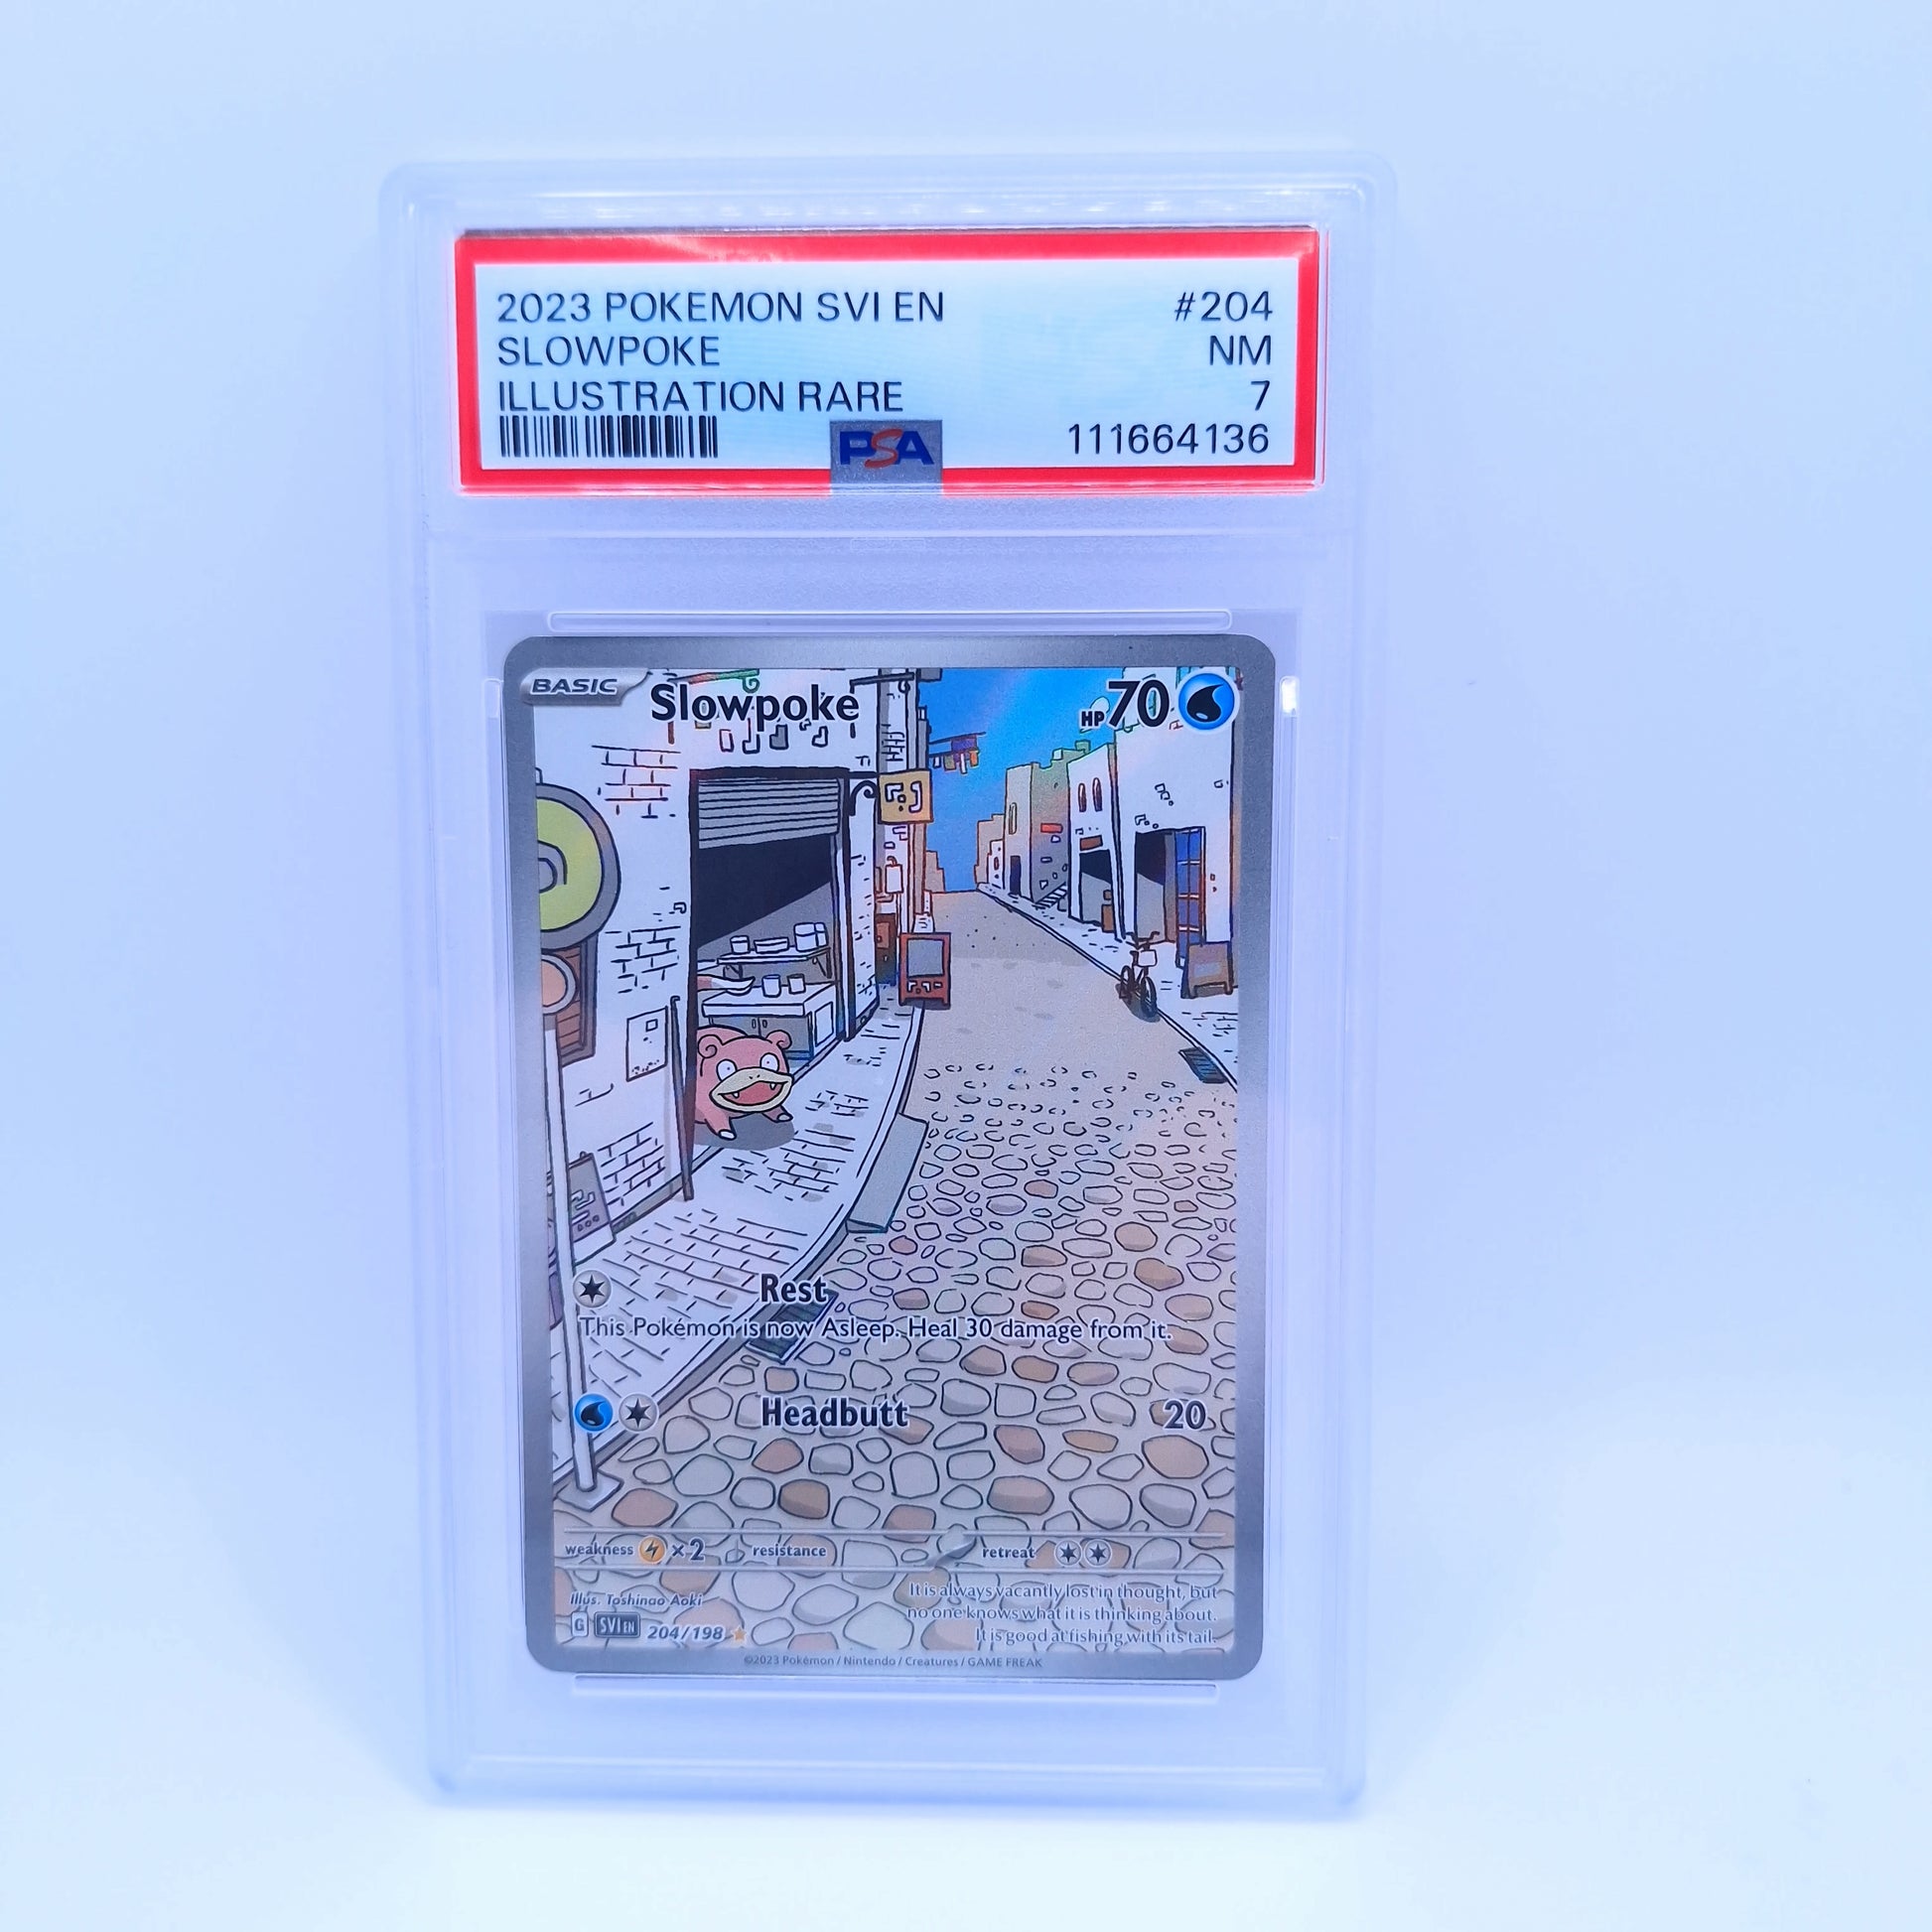 2023 POKEMON SVI EN #204
SLOWPOKE NM
ILLUSTRATION RARE 7
PSA 111664136
BASIC Slowpoke HP 70
Rest
This Pokémon is now Asleep. Heal 30 damage from it.
Headbutt 20
weakness ×2 resistance retreat
Illus. Toshinao Aoki
It is always vacantly lost in thought, but
no one knows what it is thinking about.
It is good at fishing with its tail.
G SVI EN 204/198
©2023 Pokémon / Nintendo / Creatures / GAME FREAK